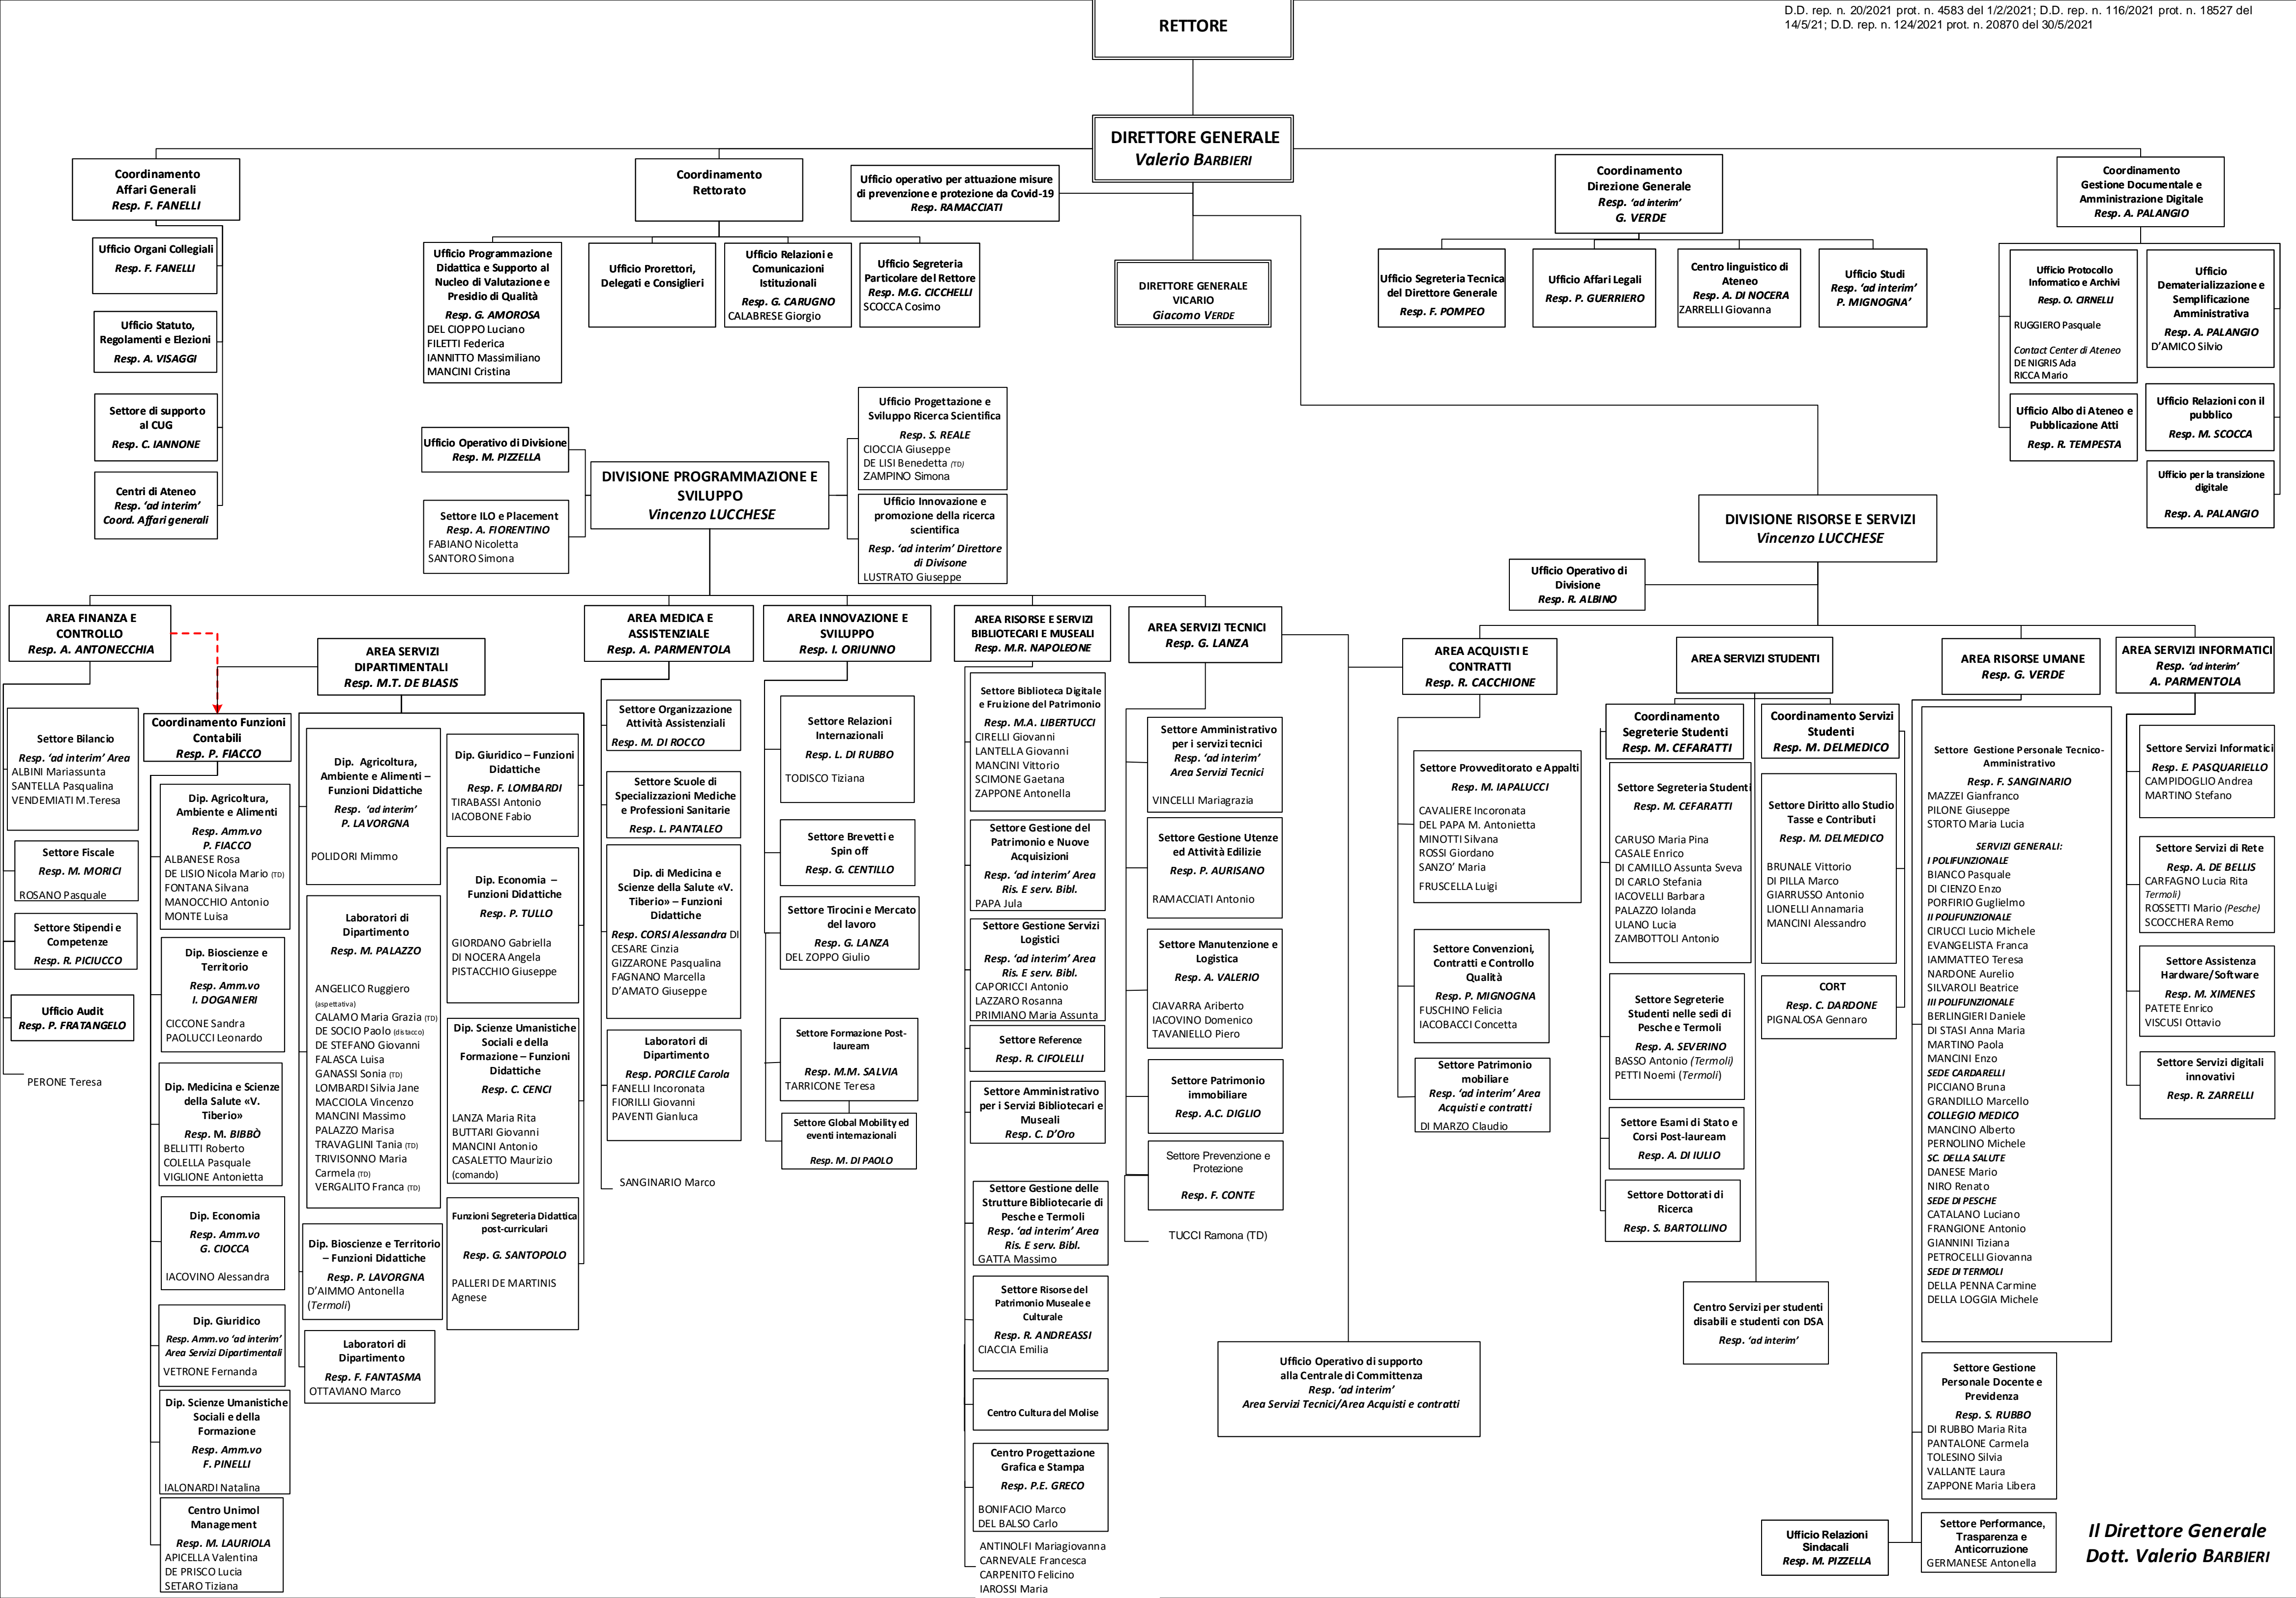 D.D. rep. n. 20/2021 prot. n. 4583 del 1/2/2021; D.D. rep. n. 116/2021 prot. n. 18527 del
14/5/21; D.D. rep. n. 124/2021 prot. n. 20870 del 30/5/2021
RETTORE
DIRETTORE GENERALE
Valerio BARBIERI
Coordinamento
Affari Generali
Resp. F. FANELLI
Ufficio Organi Collegiali
Resp. F. FANELLI
Ufficio Statuto,
Regolamenti e Elezioni
Resp. A. VISAGGI
Settore di supporto
al CUG
Resp. C. IANNONE
Centri di Ateneo
Resp. ‘ad interim’
Coord. Affari generali
Coordinamento
Rettorato
Ufficio Programmazione
Didattica e Supporto al
Nucleo di Valutazione e
Presidio di Qualità
Resp. G. AMOROSA
DEL CIOPPO Luciano
FILETTI Federica
IANNITTO Massimiliano
MANCINI Cristina
Ufficio Prorettori,
Delegati e Consiglieri
Ufficio Relazioni e
Comunicazioni
Istituzionali
Resp. G. CARUGNO
CALABRESE Giorgio
Ufficio Segreteria
Particolare del Rettore
Resp. M.G. CICCHELLI
SCOCCA Cosimo
Ufficio operativo per attuazione misure
di prevenzione e protezione da Covid-19
Resp. RAMACCIATI
DIRETTORE GENERALE
VICARIO
Giacomo VERDE
Coordinamento
Direzione Generale
Resp. ‘ad interim’
G. VERDE
Ufficio Segreteria Tecnica
del Direttore Generale
Resp. F. POMPEO
Ufficio Affari Legali
Resp. P. GUERRIERO
Centro linguistico di
Ateneo
Resp. A. DI NOCERA
ZARRELLI Giovanna
Ufficio Studi
Resp. ‘ad interim’
P. MIGNOGNA’
Coordinamento
Gestione Documentale e
Amministrazione Digitale
Resp. A. PALANGIO
Ufficio Protocollo
Informatico e Archivi
Resp. O. CIRNELLI
RUGGIERO Pasquale
Contact Center di Ateneo
DE NIGRIS Ada
RICCA Mario
Ufficio Albo di Ateneo e
Pubblicazione Atti
Resp. R. TEMPESTA
Ufficio
Dematerializzazione e
Semplificazione
Amministrativa
Resp. A. PALANGIO
D’AMICO Silvio
Ufficio Relazioni con il
pubblico
Resp. M. SCOCCA
Ufficio per la transizione
digitale
Resp. A. PALANGIO
Ufficio Operativo di Divisione
Resp. M. PIZZELLA
Settore ILO e Placement
Resp. A. FIORENTINO
FABIANO Nicoletta
SANTORO Simona
DIVISIONE PROGRAMMAZIONE E
SVILUPPO
Vincenzo LUCCHESE
Ufficio Progettazione e
Sviluppo Ricerca Scientifica
Resp. S. REALE
CIOCCIA Giuseppe
DE LISI Benedetta (TD)
ZAMPINO Simona
Ufficio Innovazione e
promozione della ricerca
scientifica
Resp. ‘ad interim’ Direttore
di Divisone
LUSTRATO Giuseppe
DIVISIONE RISORSE E SERVIZI
Vincenzo LUCCHESE
Ufficio Operativo di
Divisione
Resp. R. ALBINO
AREA FINANZA E
CONTROLLO
Resp. A. ANTONECCHIA
Settore Bilancio
Resp. ‘ad interim’ Area
ALBINI Mariassunta
SANTELLA Pasqualina
VENDEMIATI M.Teresa
Settore Fiscale
Resp. M. MORICI
ROSANO Pasquale
Settore Stipendi e
Competenze
Resp. R. PICIUCCO
Ufficio Audit
Resp. P. FRATANGELO
PERONE Teresa
AREA SERVIZI
DIPARTIMENTALI
Resp. M.T. DE BLASIS
Coordinamento Funzioni
Contabili
Resp. P. FIACCO
Dip. Agricoltura,
Ambiente e Alimenti
Resp. Amm.vo
P. FIACCO
ALBANESE Rosa
DE LISIO Nicola Mario (TD)
FONTANA Silvana
MANOCCHIO Antonio
MONTE Luisa
Dip. Bioscienze e
Territorio
Resp. Amm.vo
I. DOGANIERI
CICCONE Sandra
PAOLUCCI Leonardo
Dip. Medicina e Scienze
della Salute «V.
Tiberio»
Resp. M. BIBBÒ
BELLITTI Roberto
COLELLA Pasquale
VIGLIONE Antonietta
Dip. Economia
Resp. Amm.vo
G. CIOCCA
IACOVINO Alessandra
Dip. Giuridico
Resp. Amm.vo ‘ad interim’
Area Servizi Dipartimentali
VETRONE Fernanda
Dip. Scienze Umanistiche
Sociali e della
Formazione
Resp. Amm.vo
F. PINELLI
IALONARDI Natalina
Centro Unimol
Management
Resp. M. LAURIOLA
APICELLA Valentina
DE PRISCO Lucia
SETARO Tiziana
Dip. Agricoltura,
Ambiente e Alimenti –
Funzioni Didattiche
Resp. ‘ad interim’
P. LAVORGNA
POLIDORI Mimmo
Laboratori di
Dipartimento
Resp. M. PALAZZO
ANGELICO Ruggiero
(aspettativa)
CALAMO Maria Grazia (TD)
DE SOCIO Paolo (distacco)
DE STEFANO Giovanni
FALASCA Luisa
GANASSI Sonia (TD)
LOMBARDI Silvia Jane
MACCIOLA Vincenzo
MANCINI Massimo
PALAZZO Marisa
TRAVAGLINI Tania (TD)
TRIVISONNO Maria
Carmela (TD)
VERGALITO Franca (TD)
Dip. Bioscienze e Territorio
– Funzioni Didattiche
Resp. P. LAVORGNA
D’AIMMO Antonella
(Termoli)
Laboratori di
Dipartimento
Resp. F. FANTASMA
OTTAVIANO Marco
Dip. Giuridico – Funzioni
Didattiche
Resp. F. LOMBARDI
TIRABASSI Antonio
IACOBONE Fabio
Dip. Economia –
Funzioni Didattiche
Resp. P. TULLO
GIORDANO Gabriella
DI NOCERA Angela
PISTACCHIO Giuseppe
Dip. Scienze Umanistiche
Sociali e della
Formazione – Funzioni
Didattiche
Resp. C. CENCI
LANZA Maria Rita
BUTTARI Giovanni
MANCINI Antonio
CASALETTO Maurizio
(comando)
Funzioni Segreteria Didattica
post-curriculari
Resp. G. SANTOPOLO
PALLERI DE MARTINIS
Agnese
AREA MEDICA E
ASSISTENZIALE
Resp. A. PARMENTOLA
Settore Organizzazione
Attività Assistenziali
Resp. M. DI ROCCO
Settore Scuole di
Specializzazioni Mediche
e Professioni Sanitarie
Resp. L. PANTALEO
Dip. di Medicina e
Scienze della Salute «V.
Tiberio» – Funzioni
Didattiche
Resp. CORSI Alessandra DI
CESARE Cinzia
GIZZARONE Pasqualina
FAGNANO Marcella
D’AMATO Giuseppe
Laboratori di
Dipartimento
Resp. PORCILE Carola
FANELLI Incoronata
FIORILLI Giovanni
PAVENTI Gianluca
SANGINARIO Marco
AREA INNOVAZIONE E
SVILUPPO
Resp. I. ORIUNNO
Settore Relazioni
Internazionali
Resp. L. DI RUBBO
TODISCO Tiziana
Settore Brevetti e
Spin off
Resp. G. CENTILLO
Settore Tirocini e Mercato
del lavoro
Resp. G. LANZA
DEL ZOPPO Giulio
Settore Formazione Post-
lauream
Resp. M.M. SALVIA
TARRICONE Teresa
Settore Global Mobility ed
eventi internazionali
Resp. M. DI PAOLO
AREA RISORSE E SERVIZI
BIBLIOTECARI E MUSEALI
Resp. M.R. NAPOLEONE
Settore Biblioteca Digitale
e Fruizione del Patrimonio
Resp. M.A. LIBERTUCCI
CIRELLI Giovanni
LANTELLA Giovanni
MANCINI Vittorio
SCIMONE Gaetana
ZAPPONE Antonella
Settore Gestione del
Patrimonio e Nuove
Acquisizioni
Resp. ‘ad interim’ Area
Ris. E serv. Bibl.
PAPA Jula
Settore Gestione Servizi
Logistici
Resp. ‘ad interim’ Area
Ris. E serv. Bibl.
CAPORICCI Antonio
LAZZARO Rosanna
PRIMIANO Maria Assunta
Settore Reference
Resp. R. CIFOLELLI
Settore Amministrativo
per i Servizi Bibliotecari e
Museali
Resp. C. D’Oro
Settore Gestione delle
Strutture Bibliotecarie di
Pesche e Termoli
Resp. ‘ad interim’ Area
Ris. E serv. Bibl.
GATTA Massimo
Settore Risorse del
Patrimonio Museale e
Culturale
Resp. R. ANDREASSI
CIACCIA Emilia
Centro Cultura del Molise
Centro Progettazione
Grafica e Stampa
Resp. P.E. GRECO
BONIFACIO Marco
DEL BALSO Carlo
ANTINOLFI Mariagiovanna
CARNEVALE Francesca
CARPENITO Felicino
IAROSSI Maria
AREA SERVIZI TECNICI
Resp. G. LANZA
Settore Amministrativo
per i servizi tecnici
Resp. ‘ad interim’
Area Servizi Tecnici
VINCELLI Mariagrazia
Settore Gestione Utenze
ed Attività Edilizie
Resp. P. AURISANO
RAMACCIATI Antonio
Settore Manutenzione e
Logistica
Resp. A. VALERIO
CIAVARRA Ariberto
IACOVINO Domenico
TAVANIELLO Piero
Settore Patrimonio
immobiliare
Resp. A.C. DIGLIO
Settore Prevenzione e
Protezione
Resp. F. CONTE
TUCCI Ramona (TD)
Ufficio Operativo di supporto
alla Centrale di Committenza
Resp. ‘ad interim’
Area Servizi Tecnici/Area Acquisti e contratti
AREA ACQUISTI E
CONTRATTI
Resp. R. CACCHIONE
Settore Provveditorato e Appalti
Resp. M. IAPALUCCI
CAVALIERE Incoronata
DEL PAPA M. Antonietta
MINOTTI Silvana
ROSSI Giordano
SANZO’ Maria
FRUSCELLA Luigi
Settore Convenzioni,
Contratti e Controllo
Qualità
Resp. P. MIGNOGNA
FUSCHINO Felicia
IACOBACCI Concetta
Settore Patrimonio
mobiliare
Resp. ‘ad interim’ Area
Acquisti e contratti
DI MARZO Claudio
AREA SERVIZI STUDENTI
Coordinamento
Segreterie Studenti
Resp. M. CEFARATTI
Settore Segreteria Studenti
Resp. M. CEFARATTI
CARUSO Maria Pina
CASALE Enrico
DI CAMILLO Assunta Sveva
DI CARLO Stefania
IACOVELLI Barbara
PALAZZO Iolanda
ULANO Lucia
ZAMBOTTOLI Antonio
Settore Segreterie
Studenti nelle sedi di
Pesche e Termoli
Resp. A. SEVERINO
BASSO Antonio (Termoli)
PETTI Noemi (Termoli)
Settore Esami di Stato e
Corsi Post-lauream
Resp. A. DI IULIO
Settore Dottorati di
Ricerca
Resp. S. BARTOLLINO
Coordinamento Servizi
Studenti
Resp. M. DELMEDICO
Settore Diritto allo Studio
Tasse e Contributi
Resp. M. DELMEDICO
BRUNALE Vittorio
DI PILLA Marco
GIARRUSSO Antonio
LIONELLI Annamaria
MANCINI Alessandro
CORT
Resp. C. DARDONE
PIGNALOSA Gennaro
Centro Servizi per studenti
disabili e studenti con DSA
Resp. ‘ad interim’
AREA RISORSE UMANE
Resp. G. VERDE
Settore Gestione Personale Tecnico-
Amministrativo
Resp. F. SANGINARIO
MAZZEI Gianfranco
PILONE Giuseppe
STORTO Maria Lucia
SERVIZI GENERALI:
I POLIFUNZIONALE
BIANCO Pasquale
DI CIENZO Enzo
PORFIRIO Guglielmo
II POLIFUNZIONALE
CIRUCCI Lucio Michele
EVANGELISTA Franca
IAMMATTEO Teresa
NARDONE Aurelio
SILVAROLI Beatrice
III POLIFUNZIONALE
BERLINGIERI Daniele
DI STASI Anna Maria
MARTINO Paola
MANCINI Enzo
SEDE CARDARELLI
PICCIANO Bruna
GRANDILLO Marcello
COLLEGIO MEDICO
MANCINO Alberto
PERNOLINO Michele
SC. DELLA SALUTE
DANESE Mario
NIRO Renato
SEDE DI PESCHE
CATALANO Luciano
FRANGIONE Antonio
GIANNINI Tiziana
PETROCELLI Giovanna
SEDE DI TERMOLI
DELLA PENNA Carmine
DELLA LOGGIA Michele
Settore Gestione
Personale Docente e
Previdenza
Resp. S. RUBBO
DI RUBBO Maria Rita
PANTALONE Carmela
TOLESINO Silvia
VALLANTE Laura
ZAPPONE Maria Libera
Ufficio Relazioni
Sindacali
Resp. M. PIZZELLA
Settore Performance,
Trasparenza e
Anticorruzione
GERMANESE Antonella
AREA SERVIZI INFORMATICI
Resp. ‘ad interim’
A. PARMENTOLA
Settore Servizi Informatici
Resp. E. PASQUARIELLO
CAMPIDOGLIO Andrea
MARTINO Stefano
Settore Servizi di Rete
Resp. A. DE BELLIS
CARFAGNO Lucia Rita
Termoli)
ROSSETTI Mario (Pesche)
SCOCCHERA Remo
Settore Assistenza
Hardware/Software
Resp. M. XIMENES
PATETE Enrico
VISCUSI Ottavio
Settore Servizi digitali
innovativi
Resp. R. ZARRELLI
Il Direttore Generale
Dott. Valerio BARBIERI